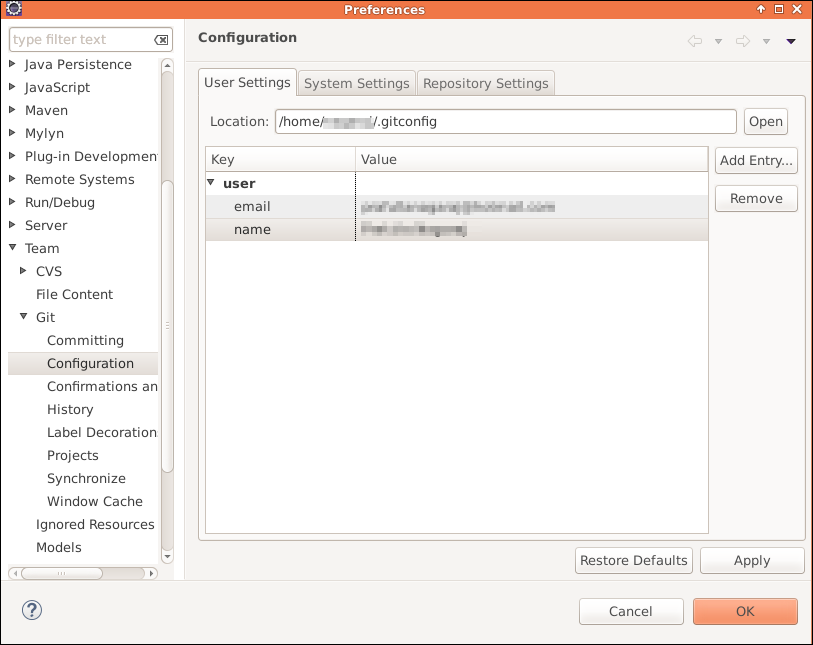 Preferences
type filter text
Java Persistence
JavaScript
Maven
Mylyn
Plug-in Developmen
Remote Systems
Run/Debug
Server
Team
CVS
File Content
Git
Committing
Configuration
Confirmations an
History
Label Decoration
Projects
Synchronize
Window Cache
Ignored Resources
Models
Configuration
User Settings System Settings Repository Settings
Location: /home/ /.gitconfig Open
Key Value
user
email
name
Add Entry...
Remove
Restore Defaults Apply
? Cancel OK